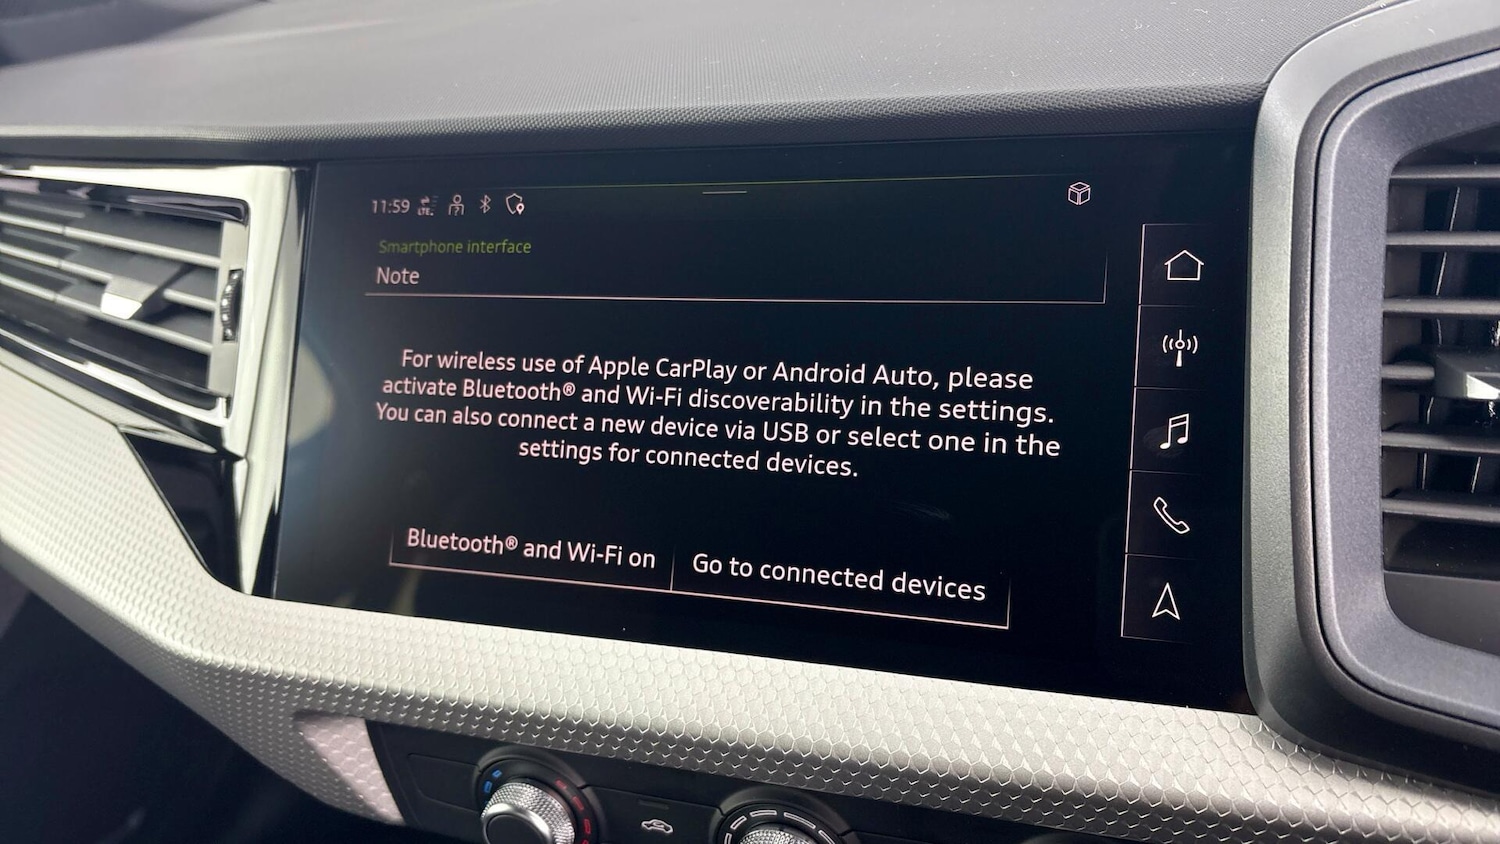 11:59 LTE
Smartphone interface
Note
For wireless use of Apple CarPlay or Android Auto, please
activate Bluetooth® and Wi-Fi discoverability in the settings.
You can also connect a new device via USB or select one in the
settings for connected devices.
Bluetooth® and Wi-Fi on
Go to connected devices